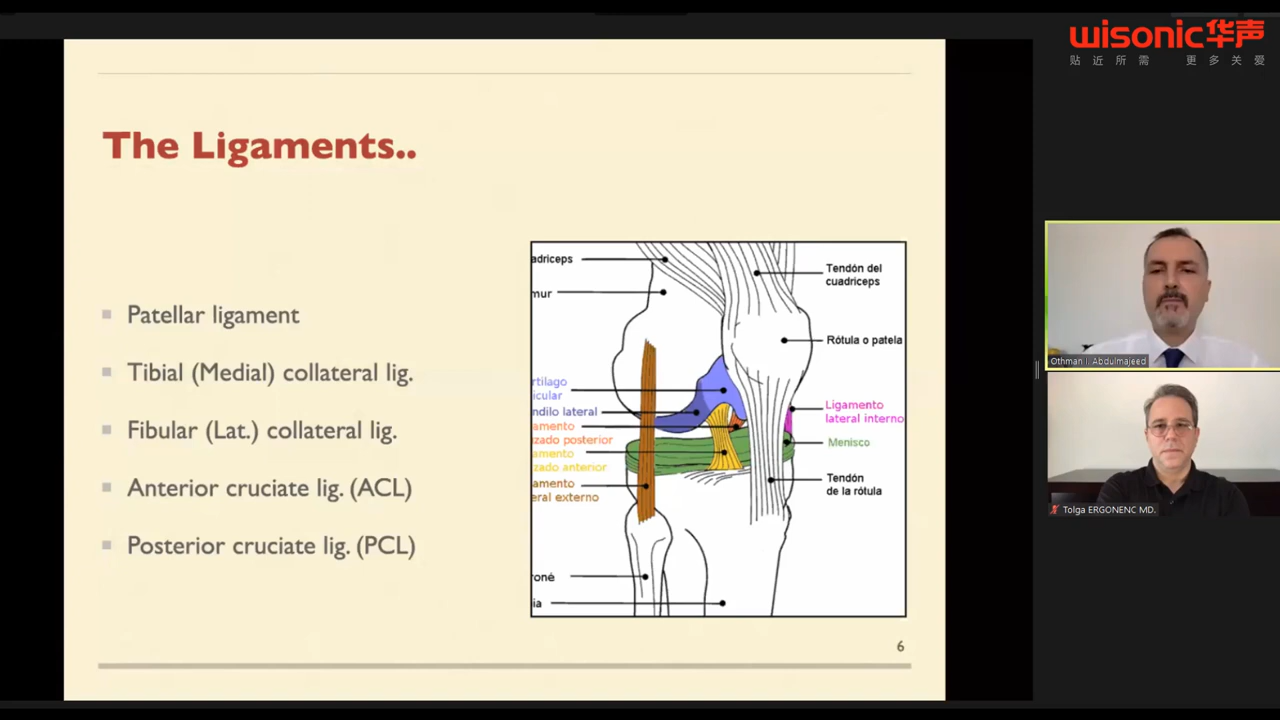 wisonic华声
贴近所需 更多关爱
The Ligaments..
Patellar ligament
Tibial (Medial) collateral lig.
Fibular (Lat.) collateral lig.
Anterior cruciate lig. (ACL)
Posterior cruciate lig. (PCL)
adriceps
mur
rtilago
icular
ndilo lateral
amento
uzado posterior
amento
zado anterior
amento
eral externo
oné
ia
Tendón del
cuadriceps
Rótula o patela
Ligamento
lateral interno
Menisco
Tendón
de la rótula
6
Othman I. Abdulmajeed
Tolga ERGONENC MD.